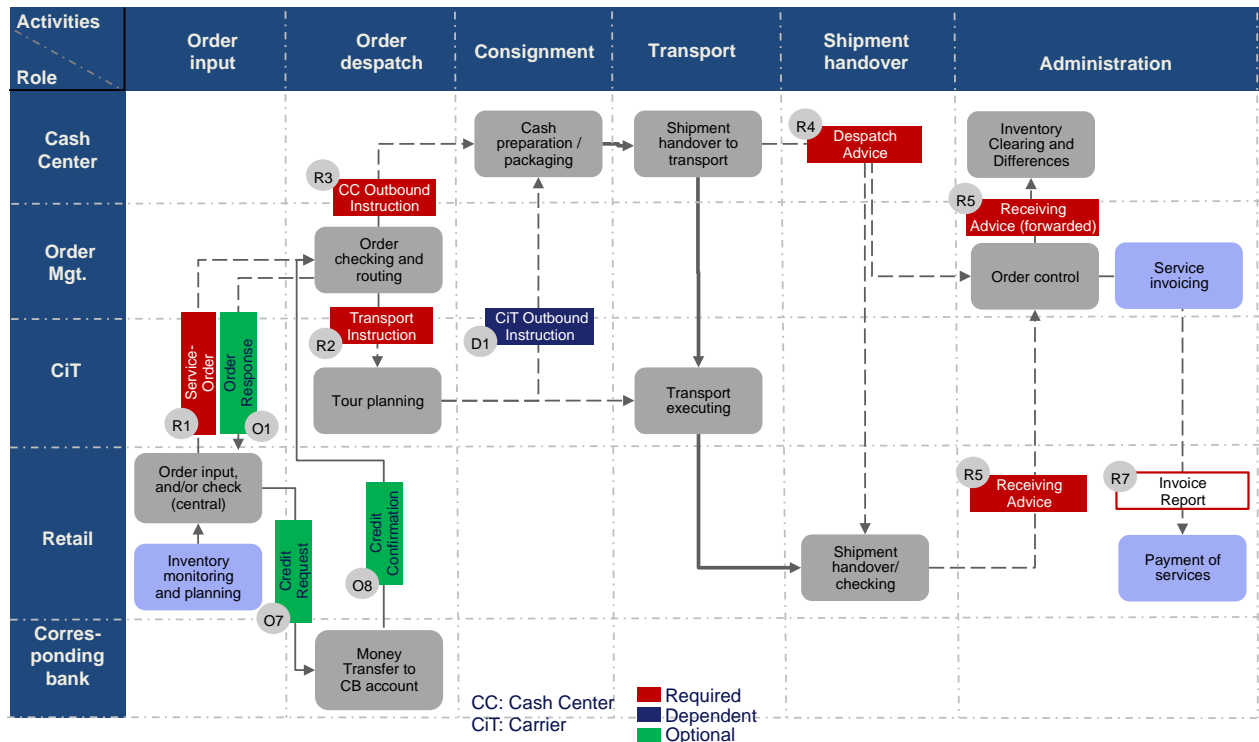 Activities
Role
Order
input
Order
despatch
Consignment
Transport
Shipment
handover
Administration
Cash
Center
Cash
preparation /
packaging
Shipment
handover to
transport
R4
Despatch
Advice
Inventory
Clearing and
Differences
R3
CC Outbound
Instruction
R5
Receiving
Advice (forwarded)
Order
Mgt.
Order
checking and
routing
Order control
Service
invoicing
CiT
Service-
Order
R1
Order
Response
O1
Transport
Instruction
R2
CiT Outbound
Instruction
D1
Tour planning
Transport
executing
Retail
Order input,
and/or check
(central)
Inventory
monitoring
and planning
Credit
Request
O7
Credit
Confirmation
O8
R5
Receiving
Advice
R7
Invoice
Report
Shipment
handover/
checking
Payment of
services
Corres-
ponding
bank
Money
Transfer to
CB account
CC: Cash Center
CiT: Carrier
Required
Dependent
Optional